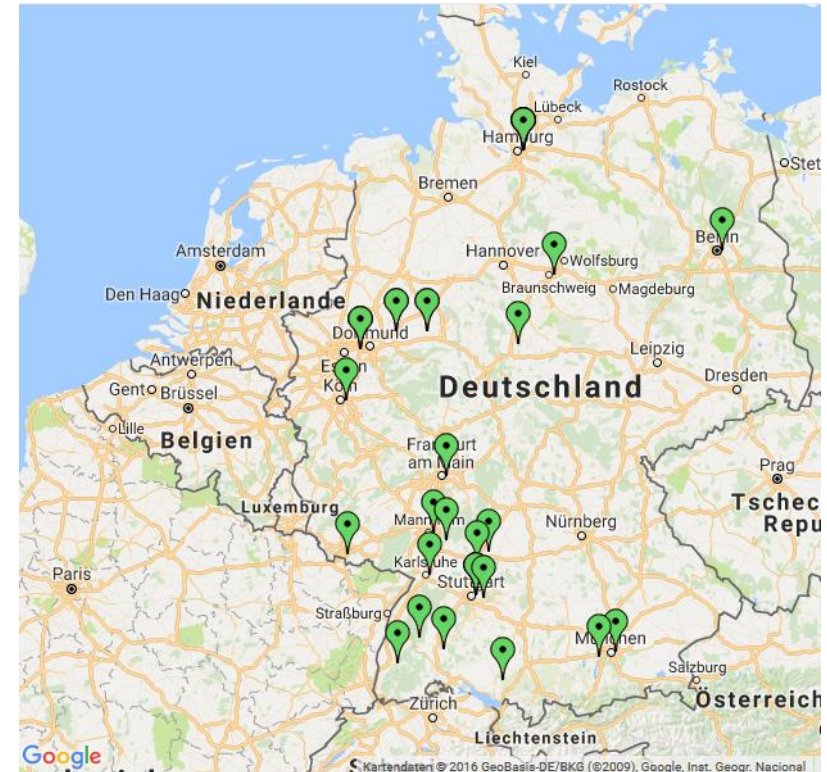 Kiel
Rostock
Lübeck
Hamburg
Stet
Bremen
Berlin
Amsterdam
Hannover
Wolfsburg
Braunschweig
Magdeburg
Den Haag
Niederlande
Dortmund
Leipzig
Essen
Antwerpen
Dresden
Köln
Deutschland
Gent
Brüssel
Lille
Belgien
Frankfurt
am Main
Prag
Luxemburg
Tschec
Repu
Mannheim
Nürnberg
Karlsruhe
Paris
Stuttgart
Straßburg
München
Salzburg
Österreich
Zürich
Liechtenstein
Google
Kartendaten © 2016 GeoBasis-DE/BKG (©2009), Google, Inst. Geogr. Nacional